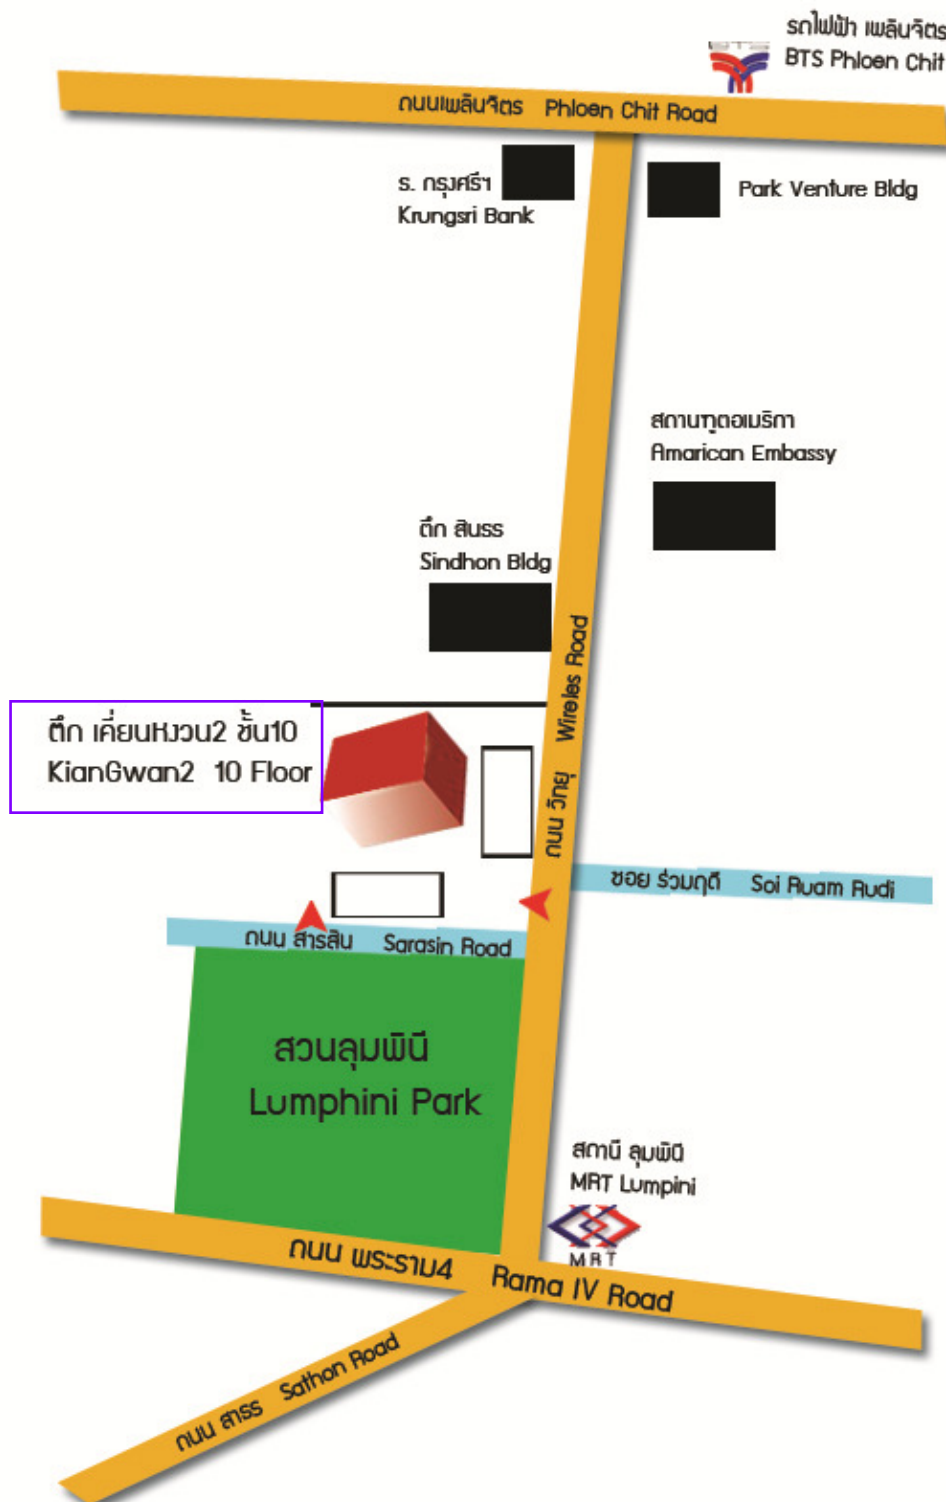 รถไฟฟ้า เพลินจิตร
BTS
BTS Phloen Chit
ถนนเพลินจิตร Phloen Chit Road
ธ. กรุงศรีฯ
Krungsri Bank
Park Venture Bldg
สถานฑูตอเมริกา
Amarican Embassy
ตึก สินธร
Sindhon Bldg
ถนน วิทยุ Wireles Road
ตึก เคี่ยนหงวน2 ชั้น10
KianGwan2 10 Floor
ซอย ร่วมฤดี Soi Ruam Rudi
ถนน สารสิน Sarasin Road
สวนลุมพินี
Lumphini Park
สถานี ลุมพินี
MRT Lumpini
MRT
ถนน พระราม4 Rama IV Road
ถนน สาธร Sathon Road